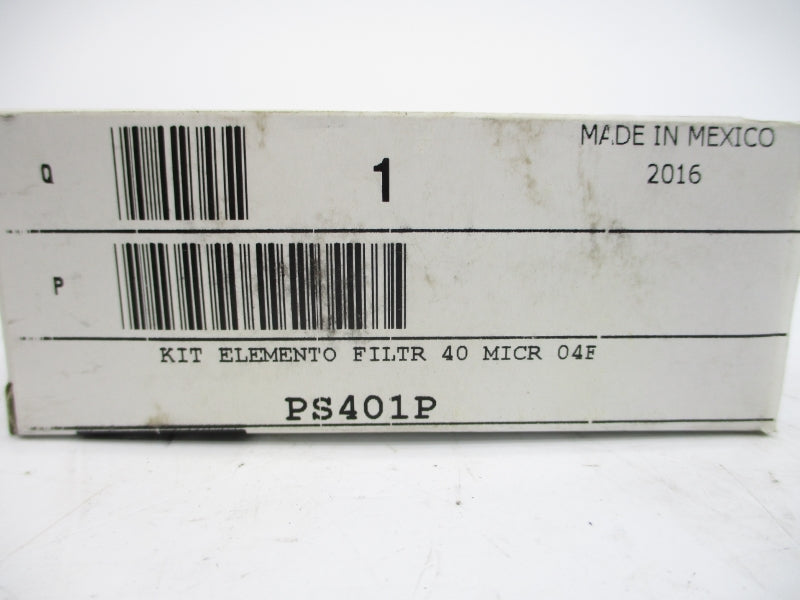 MADE IN MEXICO
2016
Q 1
P
KIT ELEMENTO FILTR 40 MICR 04F
PS401P